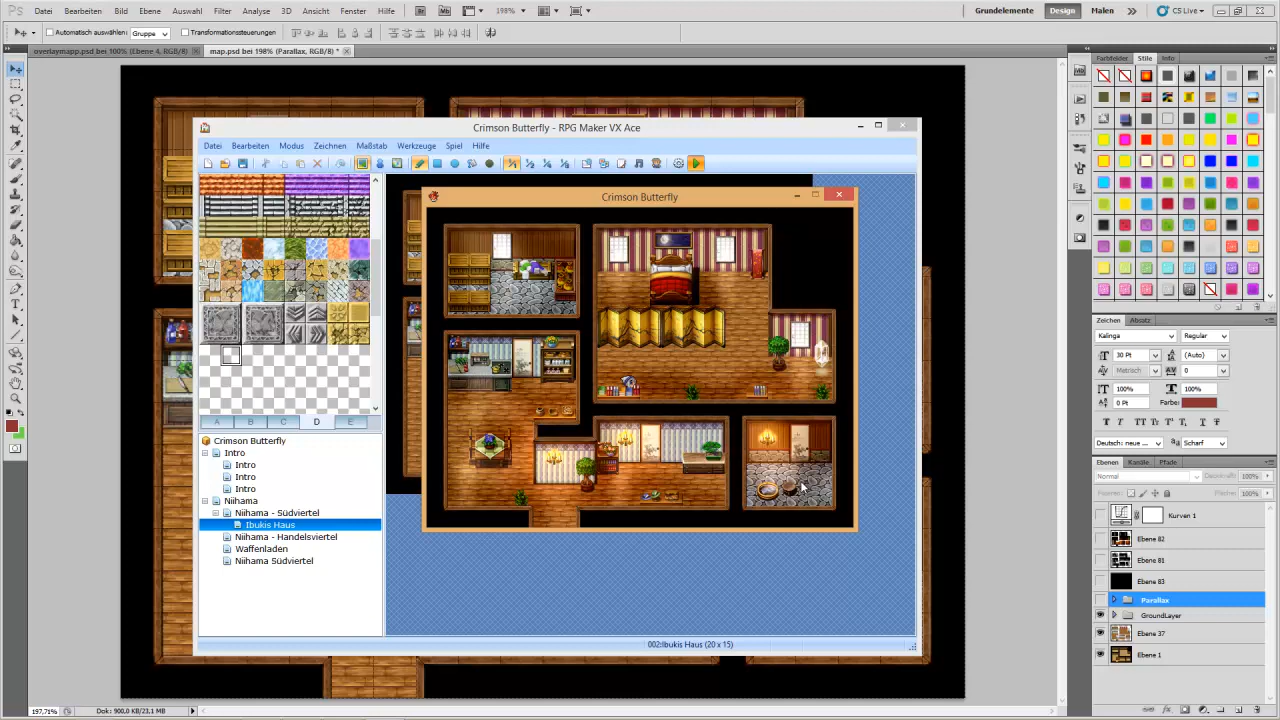 Ps Datei Bearbeiten Bild Ebene Auswahl Filter Analyse 3D Ansicht Fenster Hilfe Br Mb 198% Grundelemente Design Malen CS Live
Automatisch auswählen: Gruppe Transformationssteuerungen
overlaymapp.psd bei 100% (Ebene 4, RGB/8) map.psd bei 198% (Parallax, RGB/8) *
Farbfelder Stile Info
Crimson Butterfly - RPG Maker VX Ace
Datei Bearbeiten Modus Zeichnen Maßstab Werkzeuge Spiel Hilfe
Crimson Butterfly
Zeichen Absatz
Kalinga Regular
30 Pt (Auto)
Metrisch 0
100% 100%
0 Pt Farbe:
Deutsch: neue ... Scharf
A B C D E
Crimson Butterfly
Intro
Intro
Intro
Intro
Niihama
Niihama - Südviertel
Ibukis Haus
Niihama - Handelsviertel
Waffenladen
Niihama Südviertel
002:Ibukis Haus (20 x 15)
Ebenen Kanäle Pfade
Normal Deckkraft: 100%
Fixieren: Fläche: 100%
Kurven 1
Ebene 82
Ebene 81
Ebene 83
Parallax
GroundLayer
Ebene 37
Ebene 1
197,71% Dok: 900,0 KB/23,1 MB